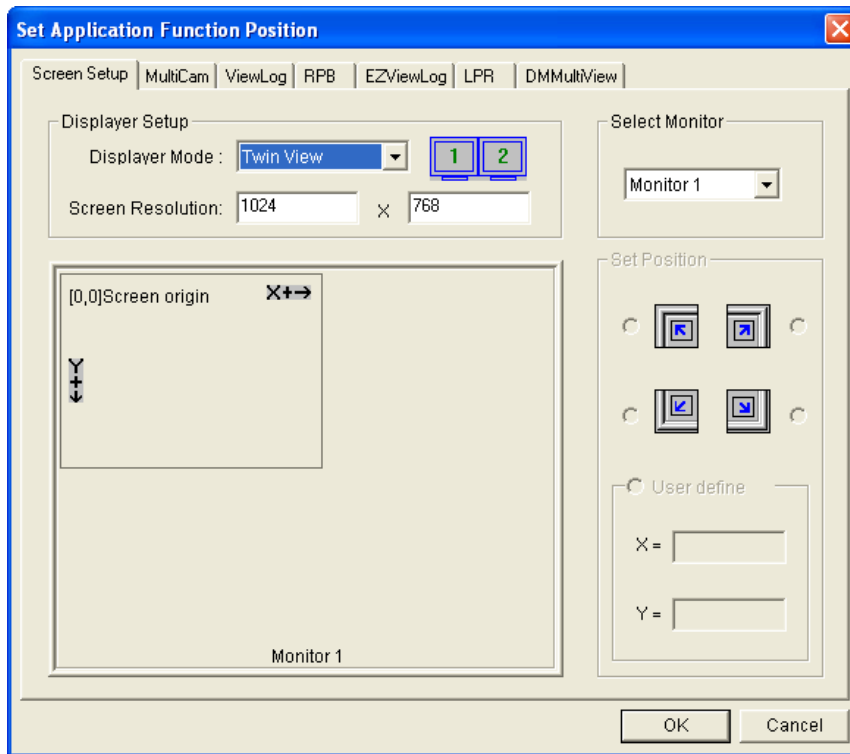 Set Application Function Position
Screen Setup MultiCam ViewLog RPB EZViewLog LPR DMMultiView
Displayer Setup
Displayer Mode : Twin View 1 2
Screen Resolution: 1024 X 768
Select Monitor
Monitor 1
[0,0]Screen origin X+→
Y+↓
Monitor 1
Set Position
User define
X =
Y =
OK Cancel